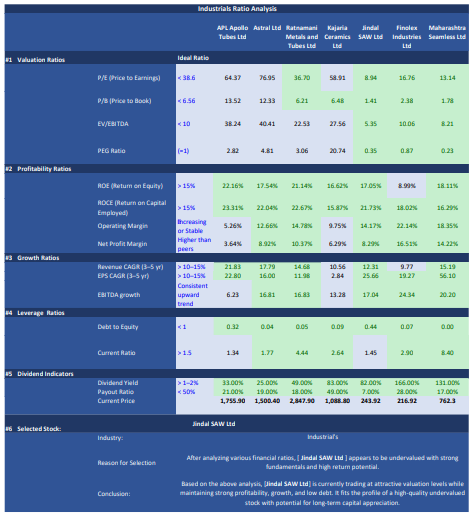 Industrials Ratio Analysis
APL Apollo Tubes Ltd Astral Ltd Ratnamani Metals and Tubes Ltd Kajaria Ceramics Ltd Jindal SAW Ltd Finolex Industries Ltd Maharashtra Seamless Ltd
#1 Valuation Ratios Ideal Ratio
P/E (Price to Earnings) < 38.6 64.37 76.95 36.70 58.91 8.94 16.76 13.14
P/B (Price to Book) < 6.56 13.52 12.33 6.21 6.48 1.41 2.38 1.78
EV/EBITDA < 10 38.24 40.41 22.53 27.56 5.35 10.06 8.21
PEG Ratio (≈1) 2.82 4.81 3.06 20.74 0.35 0.87 0.23
#2 Profitability Ratios
ROE (Return on Equity) > 15% 22.16% 17.54% 21.14% 16.62% 17.05% 8.99% 18.11%
ROCE (Return on Capital Employed) > 15% 23.31% 22.04% 22.67% 15.87% 21.73% 18.02% 16.29%
Operating Margin Increasing or Stable 5.26% 12.66% 14.78% 9.75% 14.17% 22.14% 18.35%
Net Profit Margin Higher than peers 3.64% 8.92% 10.37% 6.29% 8.29% 16.51% 14.22%
#3 Growth Ratios
Revenue CAGR (3–5 yr) > 10–15% 21.83 17.79 14.68 10.56 12.31 9.77 15.19
EPS CAGR (3–5 yr) > 10–15% 22.80 16.00 11.98 2.84 25.66 19.27 56.10
EBITDA growth Consistent upward trend 6.23 16.81 16.83 13.28 17.04 24.34 20.20
#4 Leverage Ratios
Debt to Equity < 1 0.32 0.04 0.05 0.09 0.44 0.07 0.00
Current Ratio > 1.5 1.34 1.77 4.44 2.64 1.45 2.90 8.40
#5 Dividend Indicators
Dividend Yield > 1–2% 33.00% 25.00% 49.00% 83.00% 82.00% 166.00% 131.00%
Payout Ratio < 50% 21.00% 19.00% 18.00% 49.00% 7.00% 28.00% 17.00%
Current Price 1,755.90 1,500.40 2,847.90 1,088.80 243.92 216.92 762.3
Jindal SAW Ltd
#6 Selected Stock:
Industry: Industrial's
Reason for Selection After analyzing various financial ratios, [ Jindal SAW Ltd ] appears to be undervalued with strong
fundamentals and high return potential.
Conclusion: Based on the above analysis, [Jindal SAW Ltd] is currently trading at attractive valuation levels while
maintaining strong profitability, growth, and low debt. It fits the profile of a high-quality undervalued
stock with potential for long-term capital appreciation.